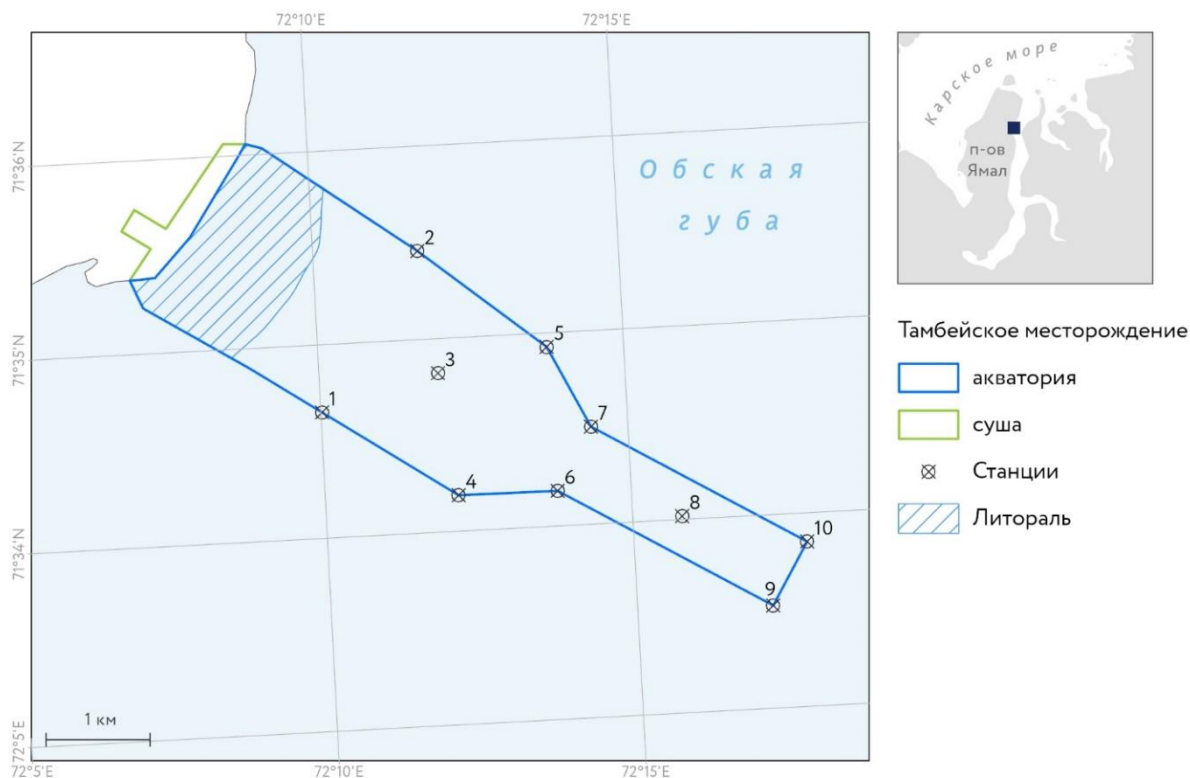 72°10'E
72°15'E
71°36'N
71°35'N
71°34'N
72°5'E
72°5'E
72°10'E
72°15'E
Обская
губа
2
5
3
1
7
4
6
8
10
9
1 км
Карское море
п-ов
Ямал
Тамбейское месторождение
акватория
суша
Станции
Литораль